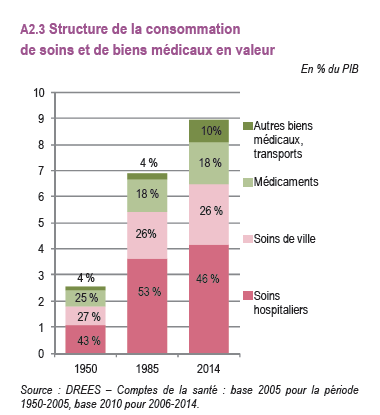 A2.3 Structure de la consommation
de soins et de biens médicaux en valeur
En % du PIB
10
9
8
7
6
5
4
3
2
1
0
4 %
25 %
27 %
43 %
4 %
18 %
26%
53 %
10%
18 %
26 %
46 %
1950
1985
2014
Autres biens
médicaux,
transports
Médicaments
Soins de ville
Soins
hospitaliers
Source : DREES – Comptes de la santé : base 2005 pour la période
1950-2005, base 2010 pour 2006-2014.